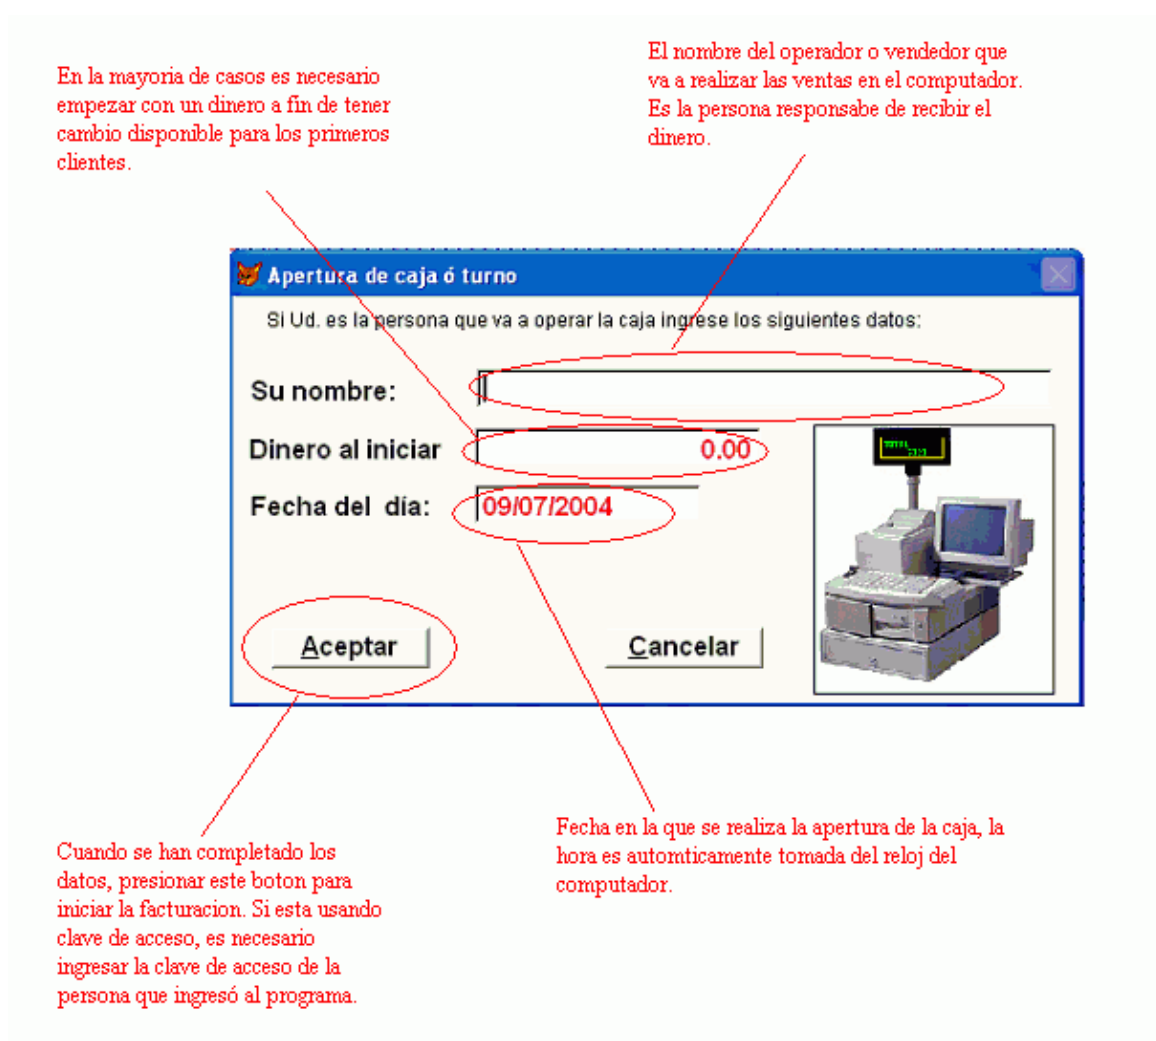 En la mayoria de casos es necesario
empezar con un dinero a fin de tener
cambio disponible para los primeros
clientes.
El nombre del operador o vendedor que
va a realizar las ventas en el computador.
Es la persona responsabe de recibir el
dinero.
Apertura de caja ó turno
Si Ud. es la persona que va a operar la caja ingrese los siguientes datos:
Su nombre:
Dinero al iniciar 0.00
Fecha del día: 09/07/2004
Aceptar Cancelar
Cuando se han completado los
datos, presionar este boton para
iniciar la facturacion. Si esta usando
clave de acceso, es necesario
ingresar la clave de acceso de la
persona que ingresó al programa.
Fecha en la que se realiza la apertura de la caja, la
hora es automticamente tomada del reloj del
computador.